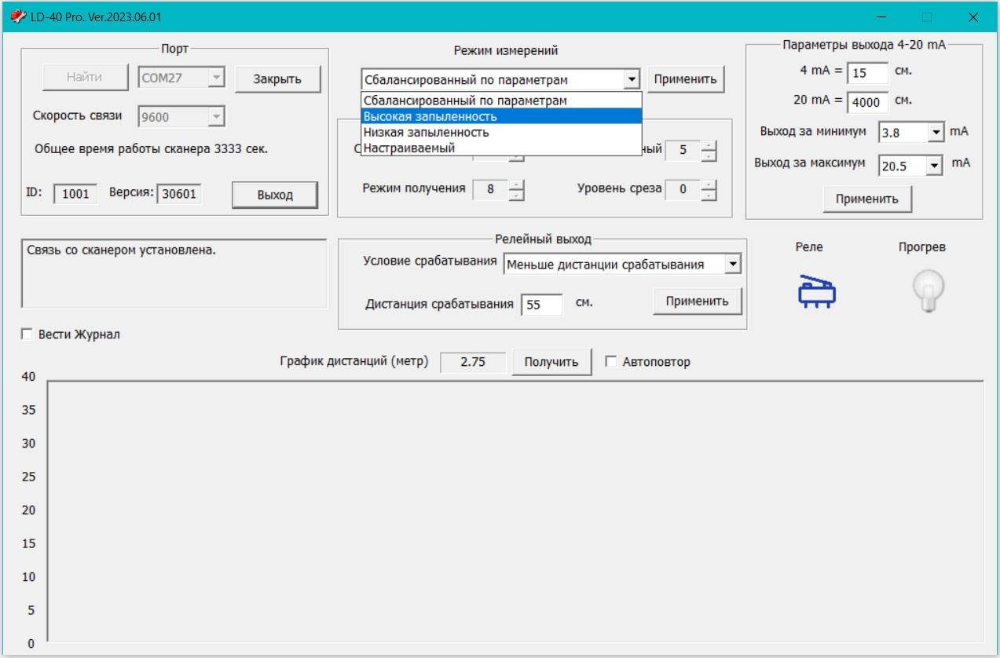 LD-40 Pro. Ver.2023.06.01
Порт
Найти COM27 Закрыть
Скорость связи 9600
Общее время работы сканера 3333 сек.
ID: 1001 Версия: 30601 Выход
Режим измерений
Сбалансированный по параметрам Применить
Сбалансированный по параметрам
Высокая запыленность
Низкая запыленность
Настраиваемый
5
Режим получения 8 Уровень среза 0
Параметры выхода 4-20 mA
4 mA = 15 см.
20 mA = 4000 см.
Выход за минимум 3.8 mA
Выход за максимум 20.5 mA
Применить
Связь со сканером установлена.
Релейный выход
Условие срабатывания Меньше дистанции срабатывания
Дистанция срабатывания 55 см. Применить
Реле Прогрев
Вести Журнал
График дистанций (метр) 2.75 Получить Автоповтор
40
35
30
25
20
15
10
5
0